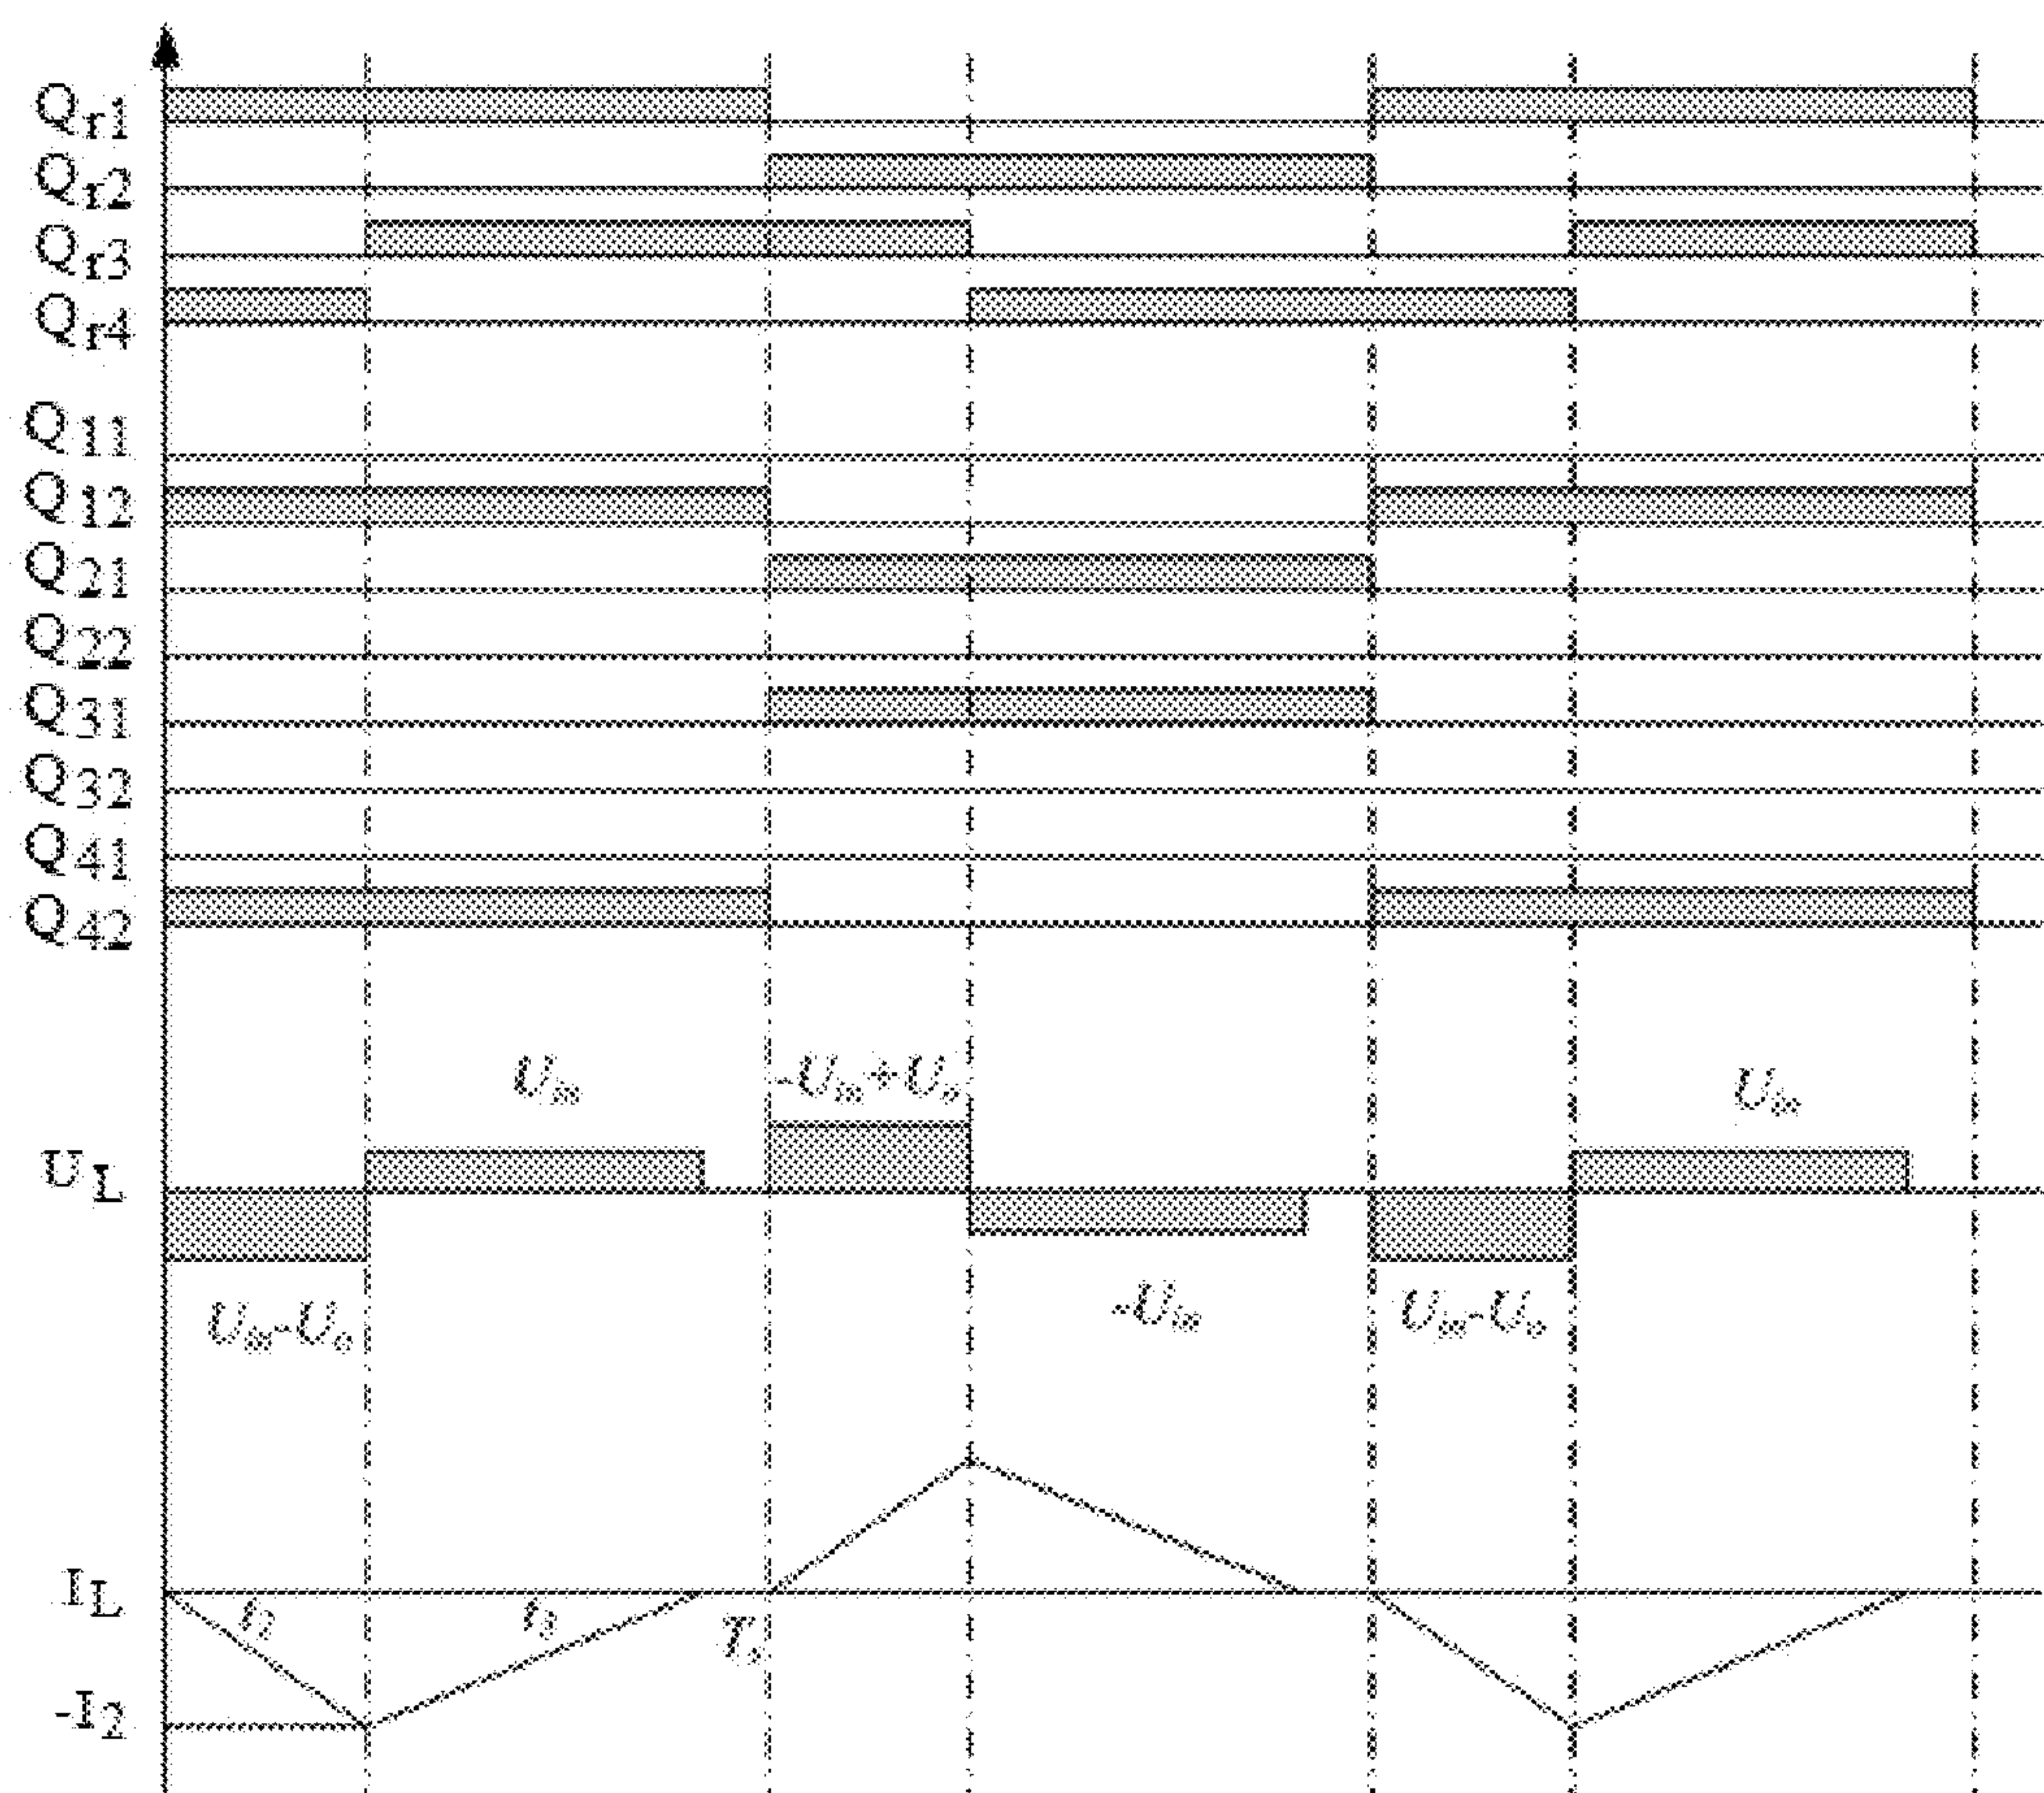 Qr1
Qr2
Qr3
Qr4
Q11
Q12
Q21
Q22
Q31
Q32
Q41
Q42
Uin
-Uin+Uo
Uin
UL
Uin-Uo
-Uin
Uin-Uo
IL
t2
t3
Ts
-I2